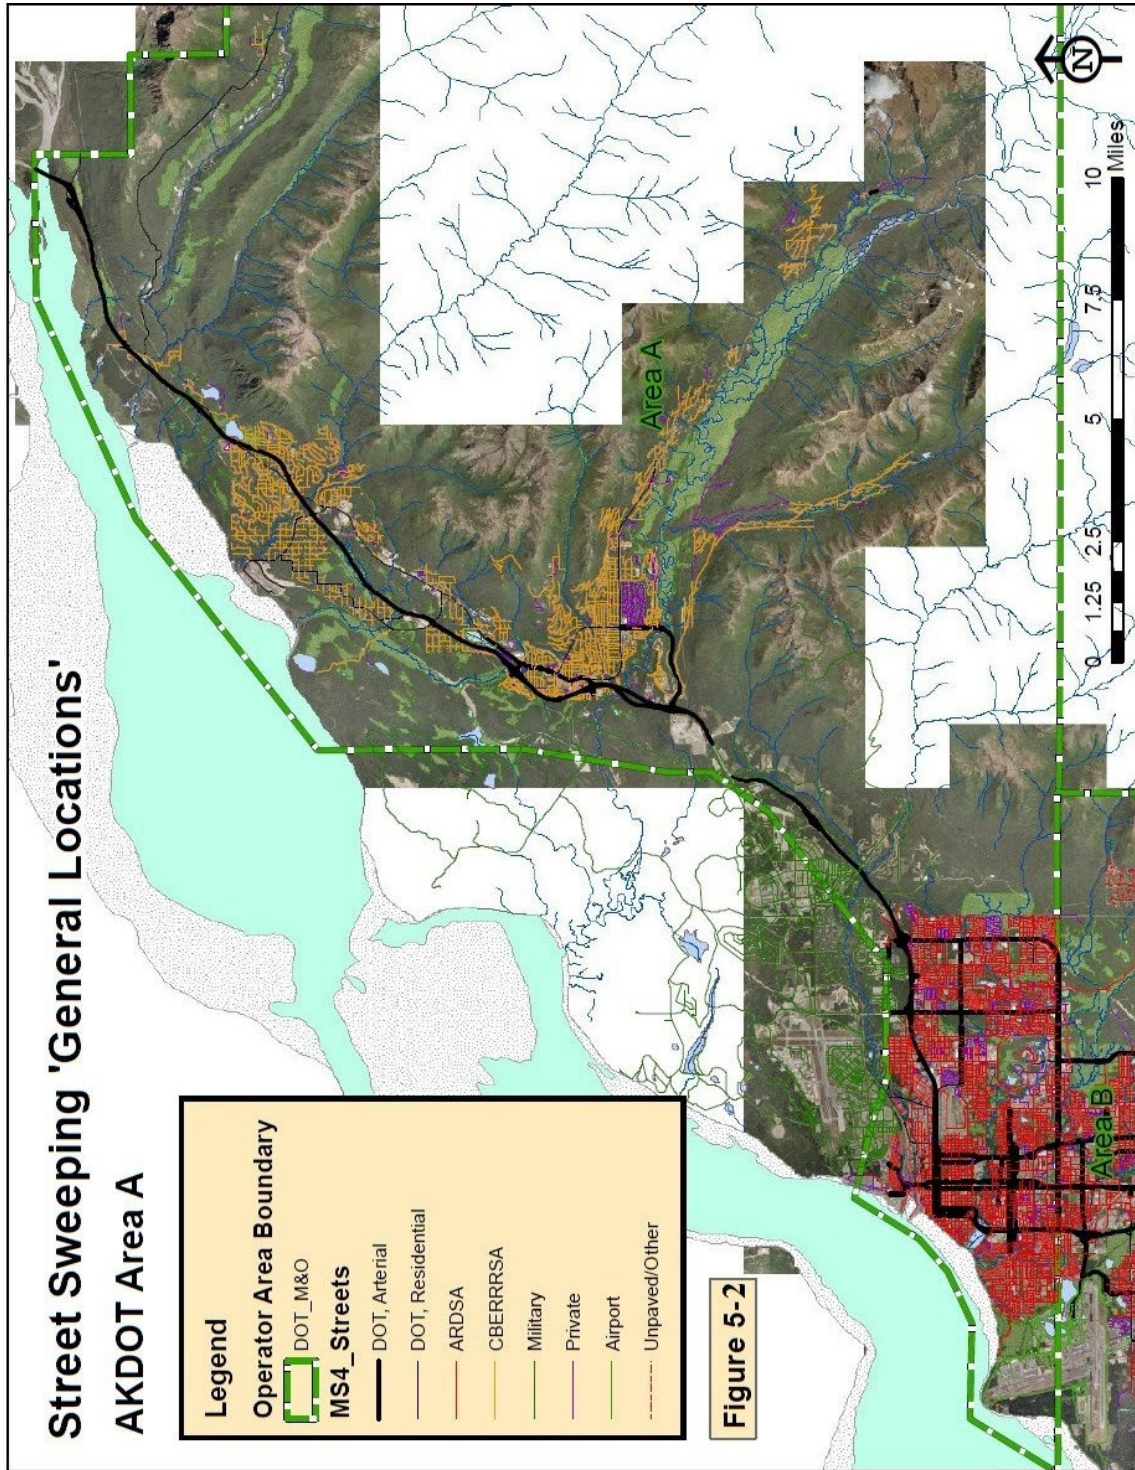 Street Sweeping 'General Locations'
AKDOT Area A
Legend
Operator Area Boundary
DOT_M&O
MS4_Streets
DOT, Arterial
DOT, Residential
ARDSA
CBERRRSA
Military
Private
Airport
Unpaved/Other
Figure 5-2
Area A
Area B
0 1.25 2.5 5 7.5 10
Miles
N